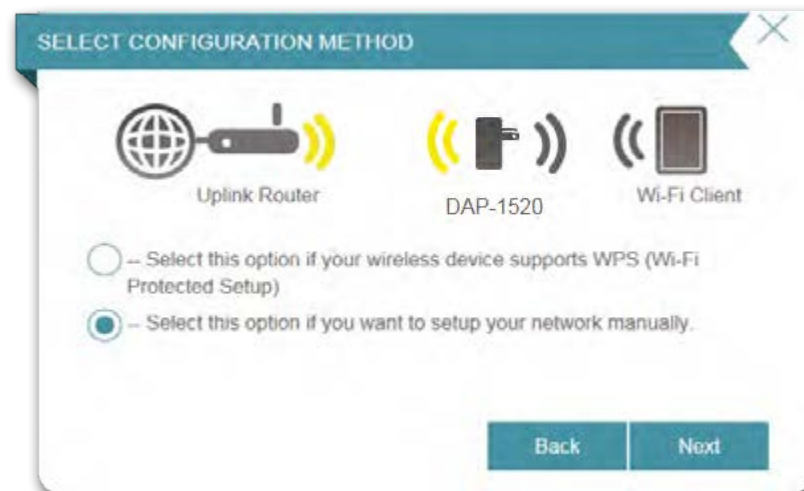 SELECT CONFIGURATION METHOD
Uplink Router
DAP-1520
Wi-Fi Client
-- Select this option if your wireless device supports WPS (Wi-Fi
Protected Setup)
-- Select this option if you want to setup your network manually.
Back
Next